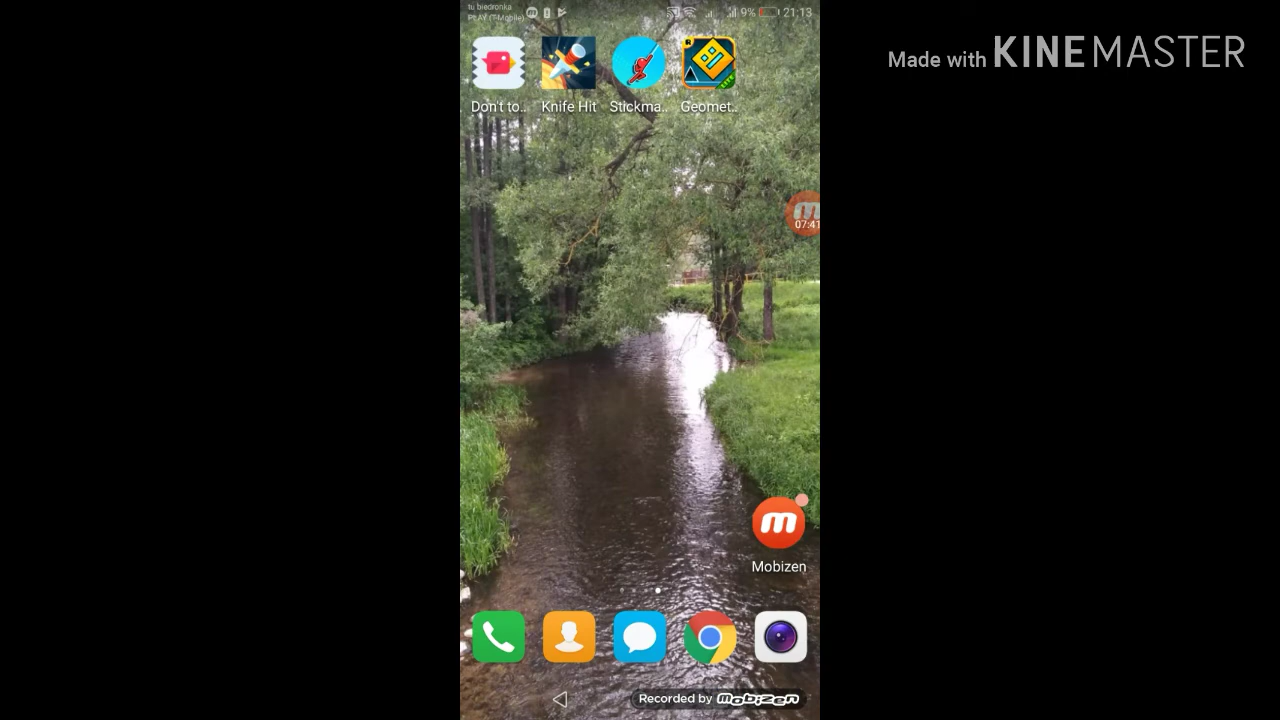 tu biedronka
PLAY (T-Mobile)
9% 21:13
Made with KINEMASTER
Don't to.. Knife Hit Stickma.. Geomet..
07:41
Mobizen
Recorded by mobizen